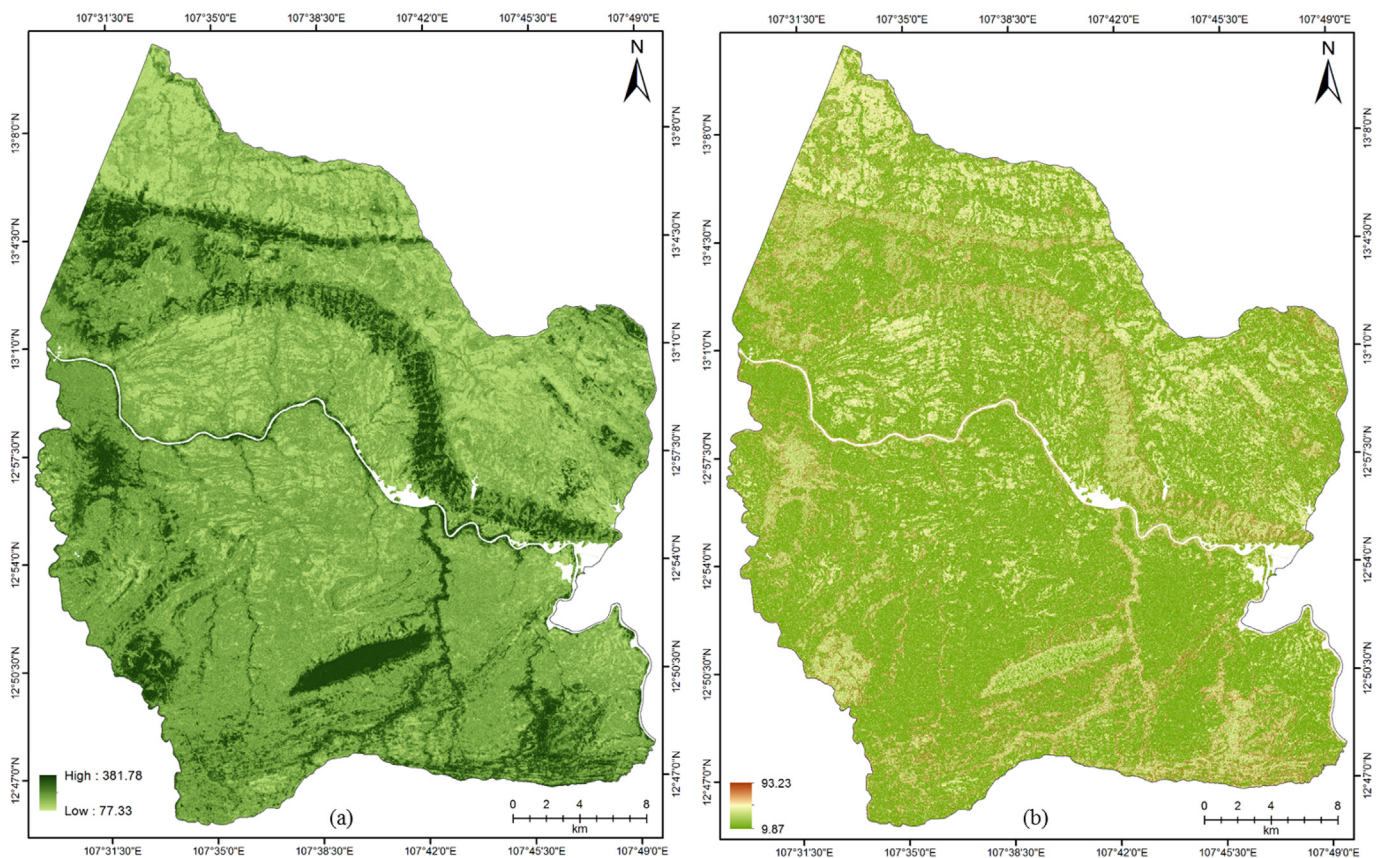 107°31'30"E 107°35'0"E 107°38'30"E 107°42'0"E 107°45'30"E 107°49'0"E
N
13°8'0"N 13°8'0"N
13°4'30"N 13°4'30"N
13°1'0"N 13°1'0"N
12°57'30"N 12°57'30"N
12°54'0"N 12°54'0"N
12°50'30"N 12°50'30"N
12°47'0"N 12°47'0"N
High : 381.78
Low : 77.33
(a)
0 2 4 8
km
107°31'30"E 107°35'0"E 107°38'30"E 107°42'0"E 107°45'30"E 107°49'0"E
107°31'30"E 107°35'0"E 107°38'30"E 107°42'0"E 107°45'30"E 107°49'0"E
N
13°8'0"N 13°8'0"N
13°4'30"N 13°4'30"N
13°1'0"N 13°1'0"N
12°57'30"N 12°57'30"N
12°54'0"N 12°54'0"N
12°50'30"N 12°50'30"N
12°47'0"N 12°47'0"N
93.23
9.87
(b)
0 2 4 8
km
107°31'30"E 107°35'0"E 107°38'30"E 107°42'0"E 107°45'30"E 107°49'0"E